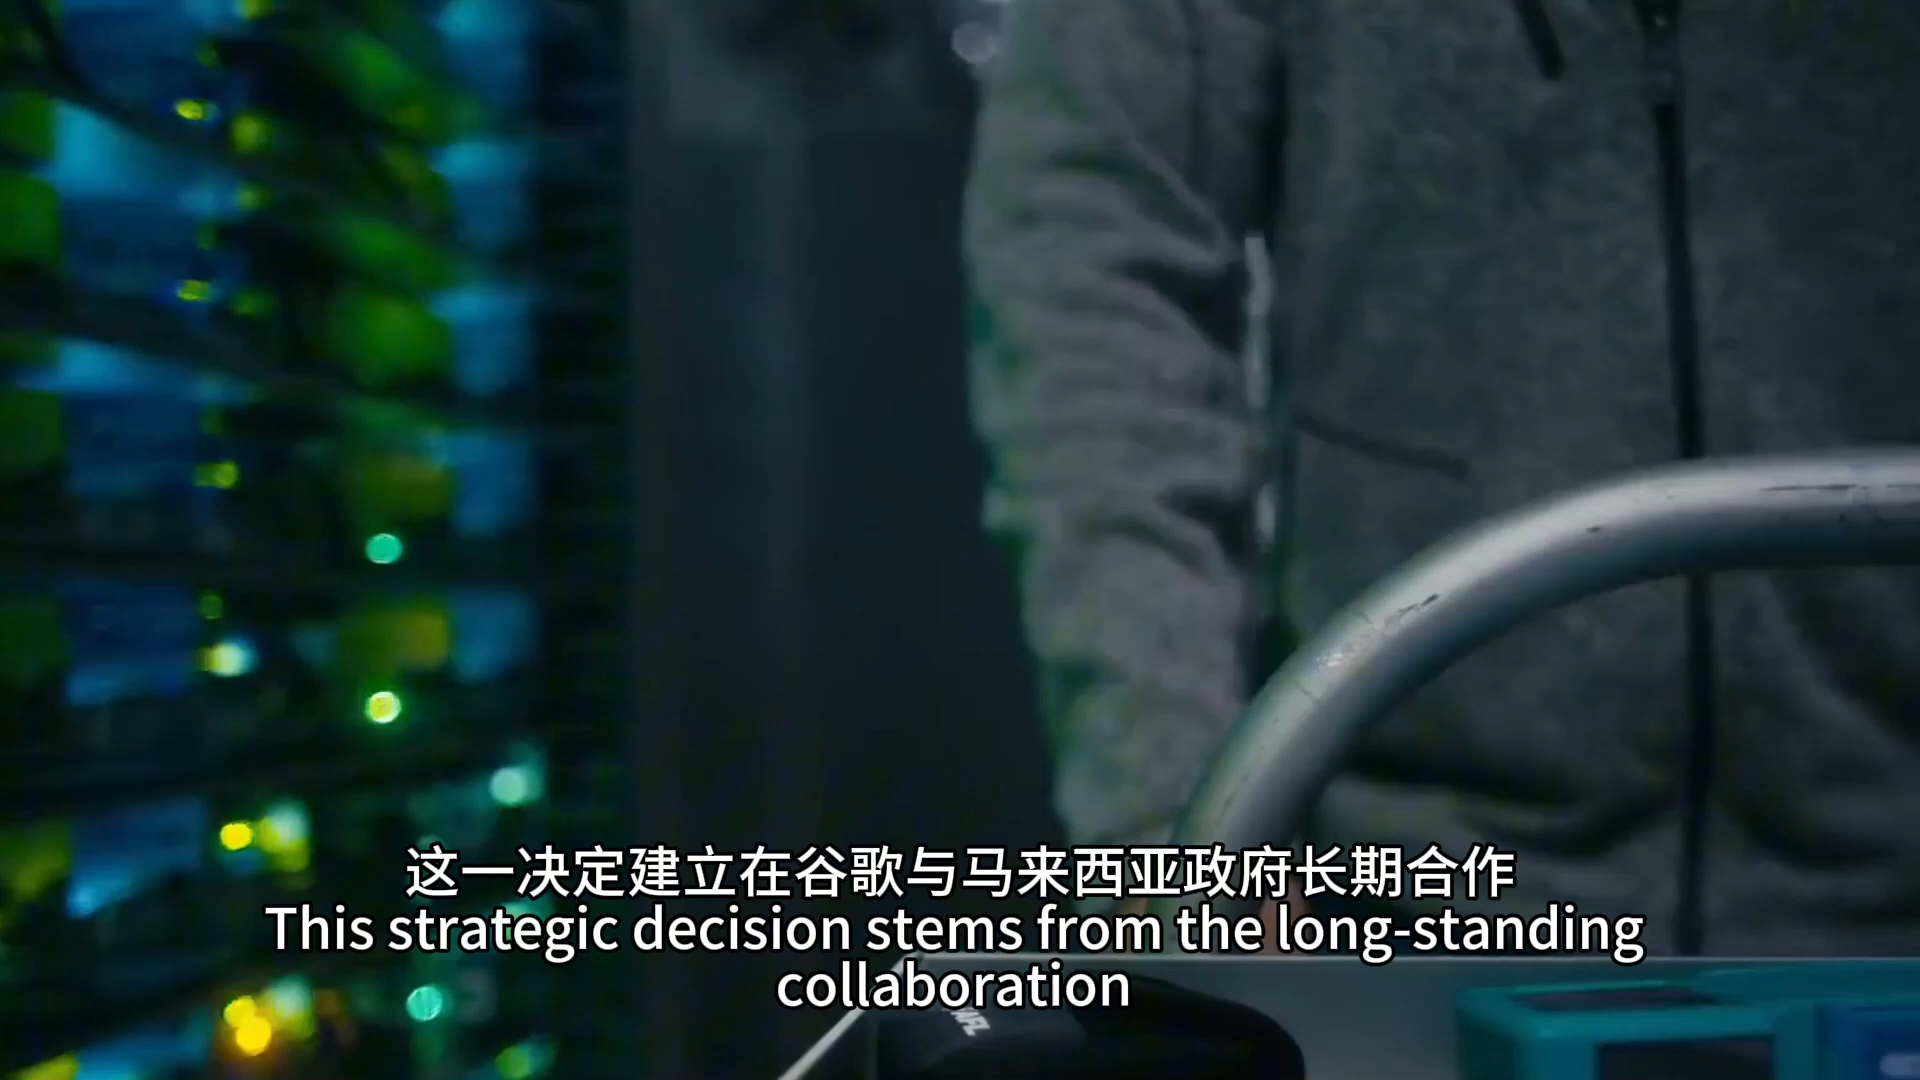 这一决定建立在谷歌与马来西亚政府长期合作
This strategic decision stems from the long-standing
collaboration